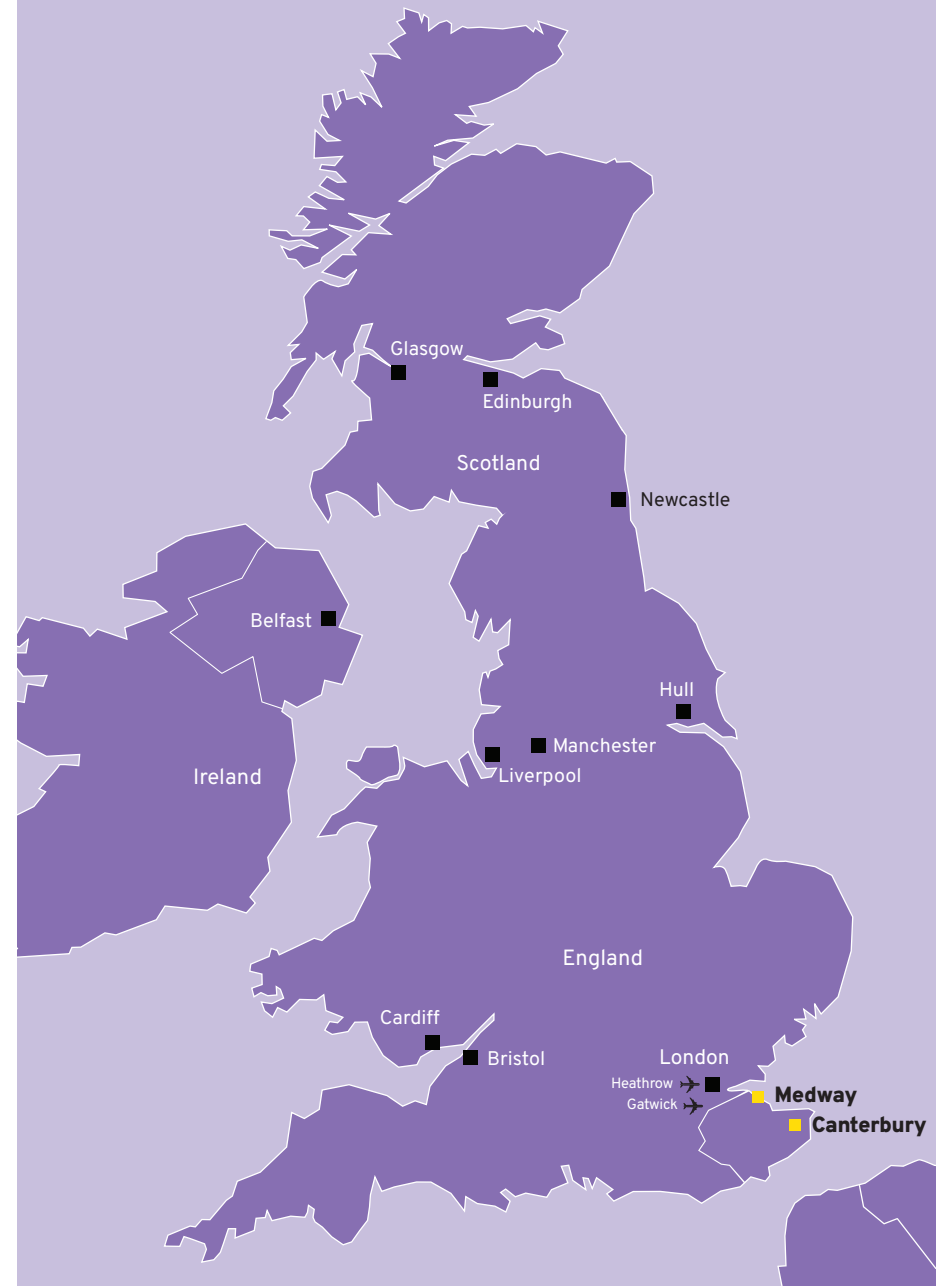 Glasgow
Edinburgh
Scotland
Newcastle
Belfast
Hull
Manchester
Liverpool
Ireland
England
Cardiff
Bristol
London
Heathrow
Medway
Gatwick
Canterbury